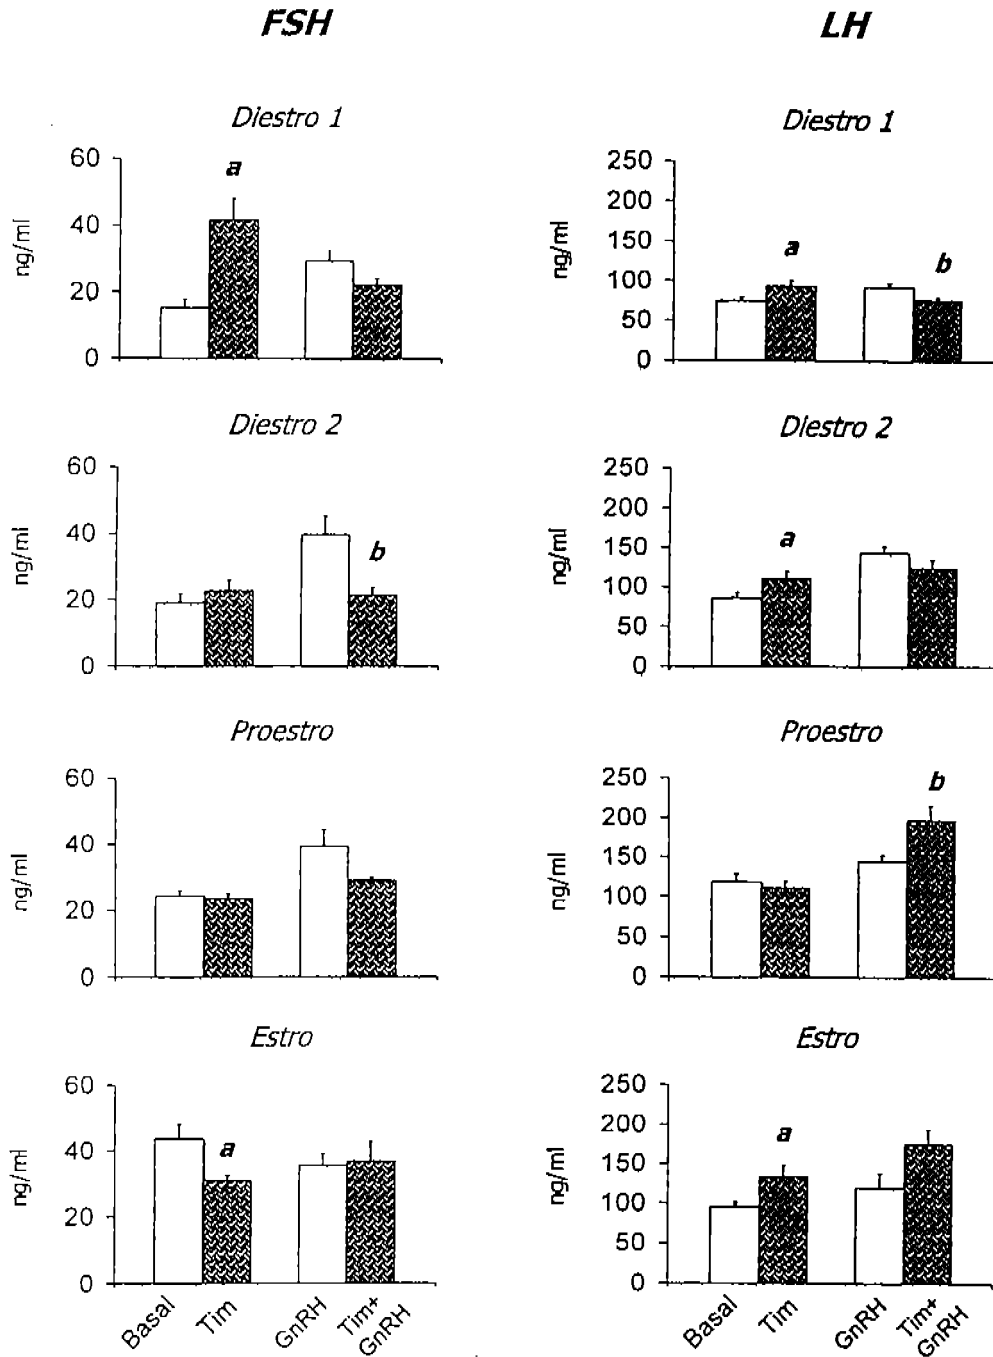 FSH
LH
Diestro 1
60
40
20
0
ng/ml
a
Diestro 1
250
200
150
100
50
0
ng/ml
a
b
Diestro 2
60
40
20
0
ng/ml
b
Diestro 2
250
200
150
100
50
0
ng/ml
a
Proestro
60
40
20
0
ng/ml
Proestro
250
200
150
100
50
0
ng/ml
b
Estro
60
40
20
0
ng/ml
a
Basal
Tim
GnRH
Tim+
GnRH
Estro
250
200
150
100
50
0
ng/ml
a
Basal
Tim
GnRH
Tim+
GnRH